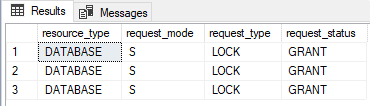 Results Messages
resource_type request_mode request_type request_status
1 DATABASE S LOCK GRANT
2 DATABASE S LOCK GRANT
3 DATABASE S LOCK GRANT